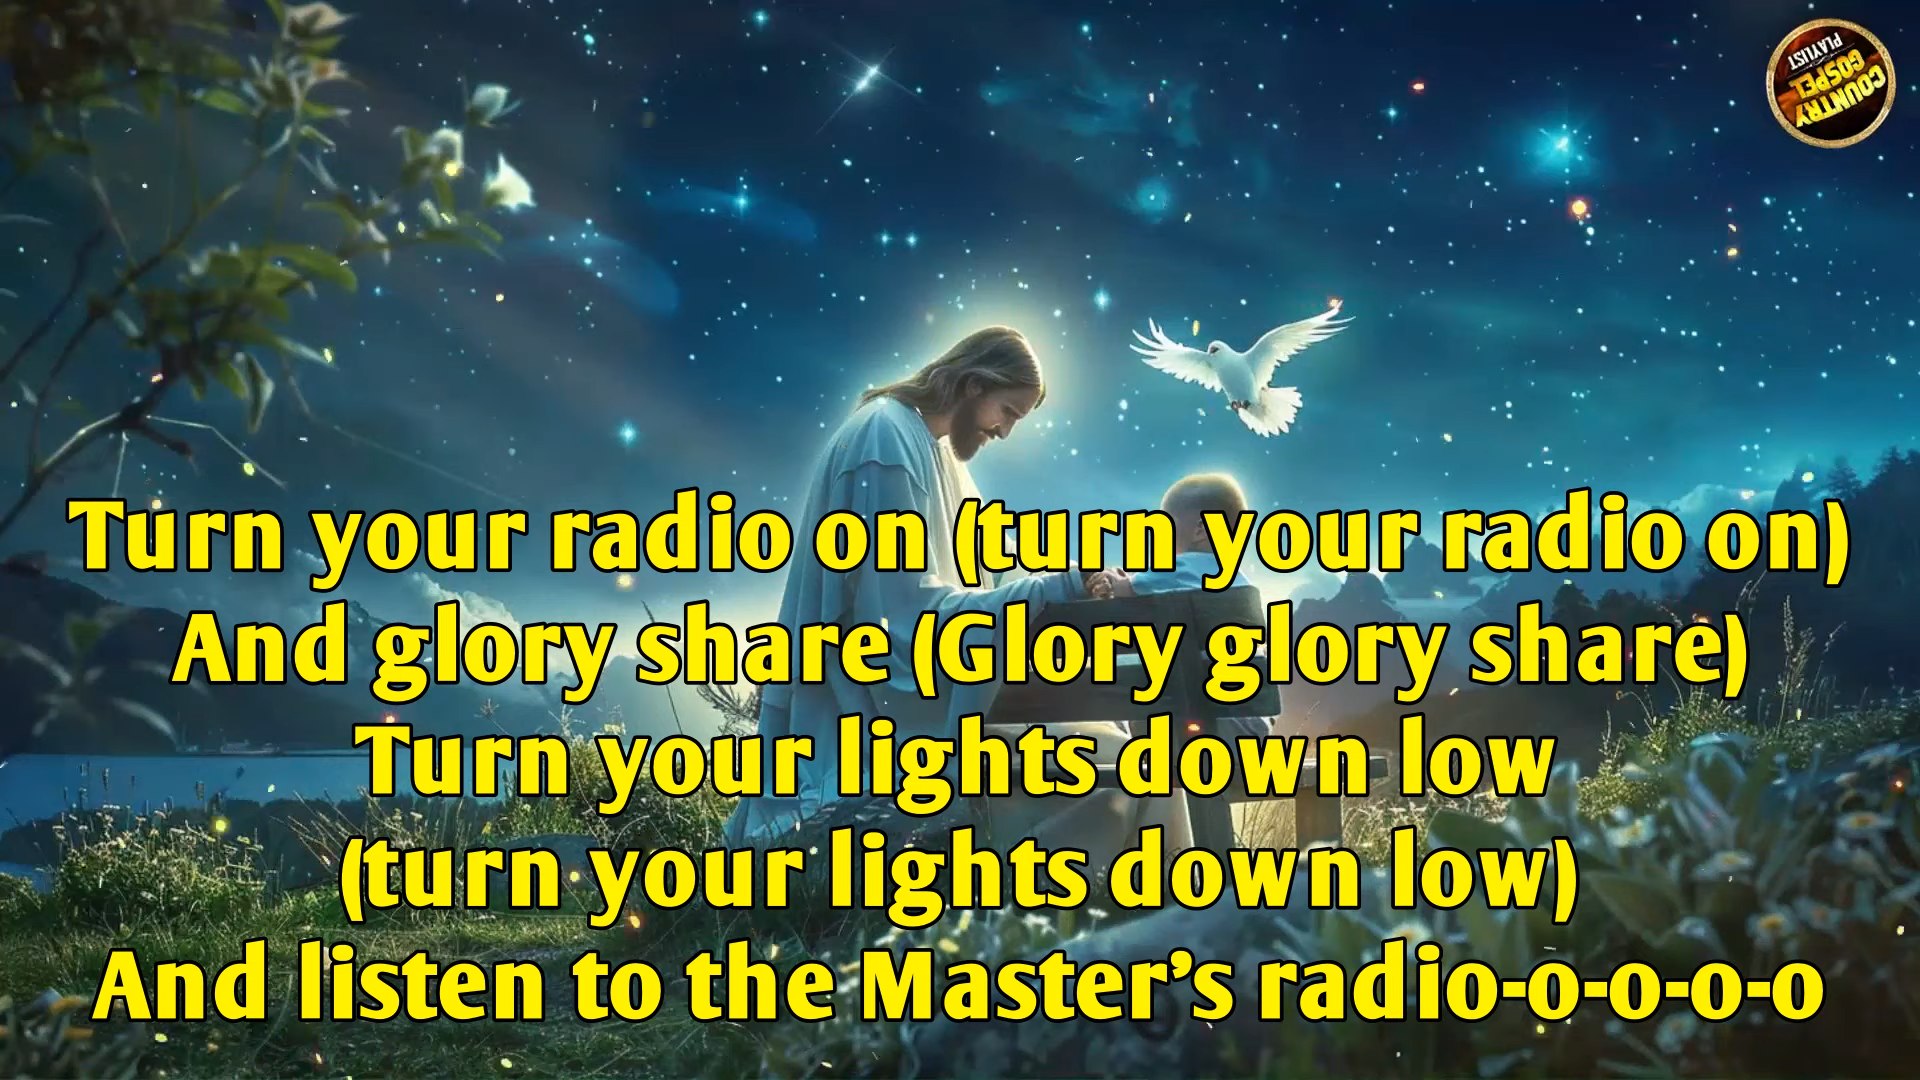 COUNTRY
GOSPEL
PLAYLIST
Turn your radio on (turn your radio on)
And glory share (Glory glory share)
Turn your lights down low
(turn your lights down low)
And listen to the Master’s radio-o-o-o-o